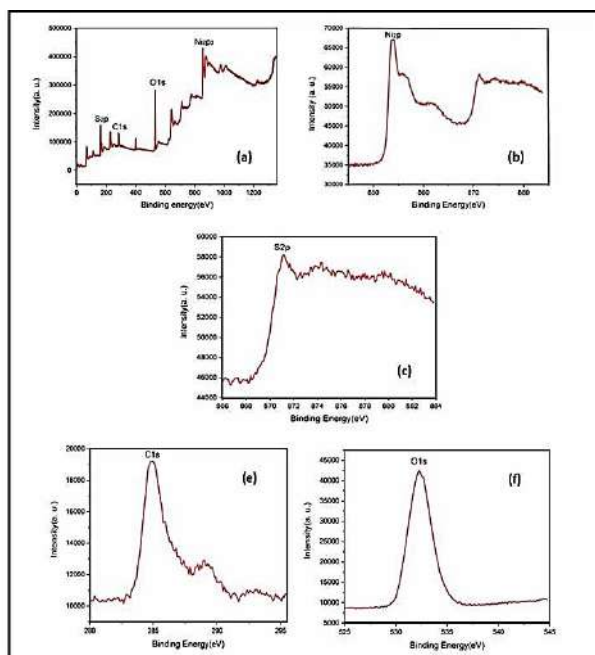 Intensity(a. u.)
500000
400000
300000
200000
100000
0
Ni2p
O1s
S2p
C1s
(a)
0 200 400 600 800 1000 1200
Binding energy(eV)
Intensity(a. u.)
70000
65000
60000
55000
50000
45000
40000
35000
30000
Ni2p
(b)
850 860 870 880
Binding Energy(eV)
Intensity(a. u.)
58000
56000
54000
52000
50000
48000
46000
44000
S2p
(c)
866 868 870 872 874 876 878 880 882 884
Binding Energy(eV)
Intensity(a. u.)
20000
18000
16000
14000
12000
10000
C1s
(e)
280 285 290 295
Binding Energy(eV)
Intensity(a. u.)
45000
40000
35000
30000
25000
20000
15000
10000
5000
O1s
(f)
525 530 535 540 545
Binding Energy(eV)